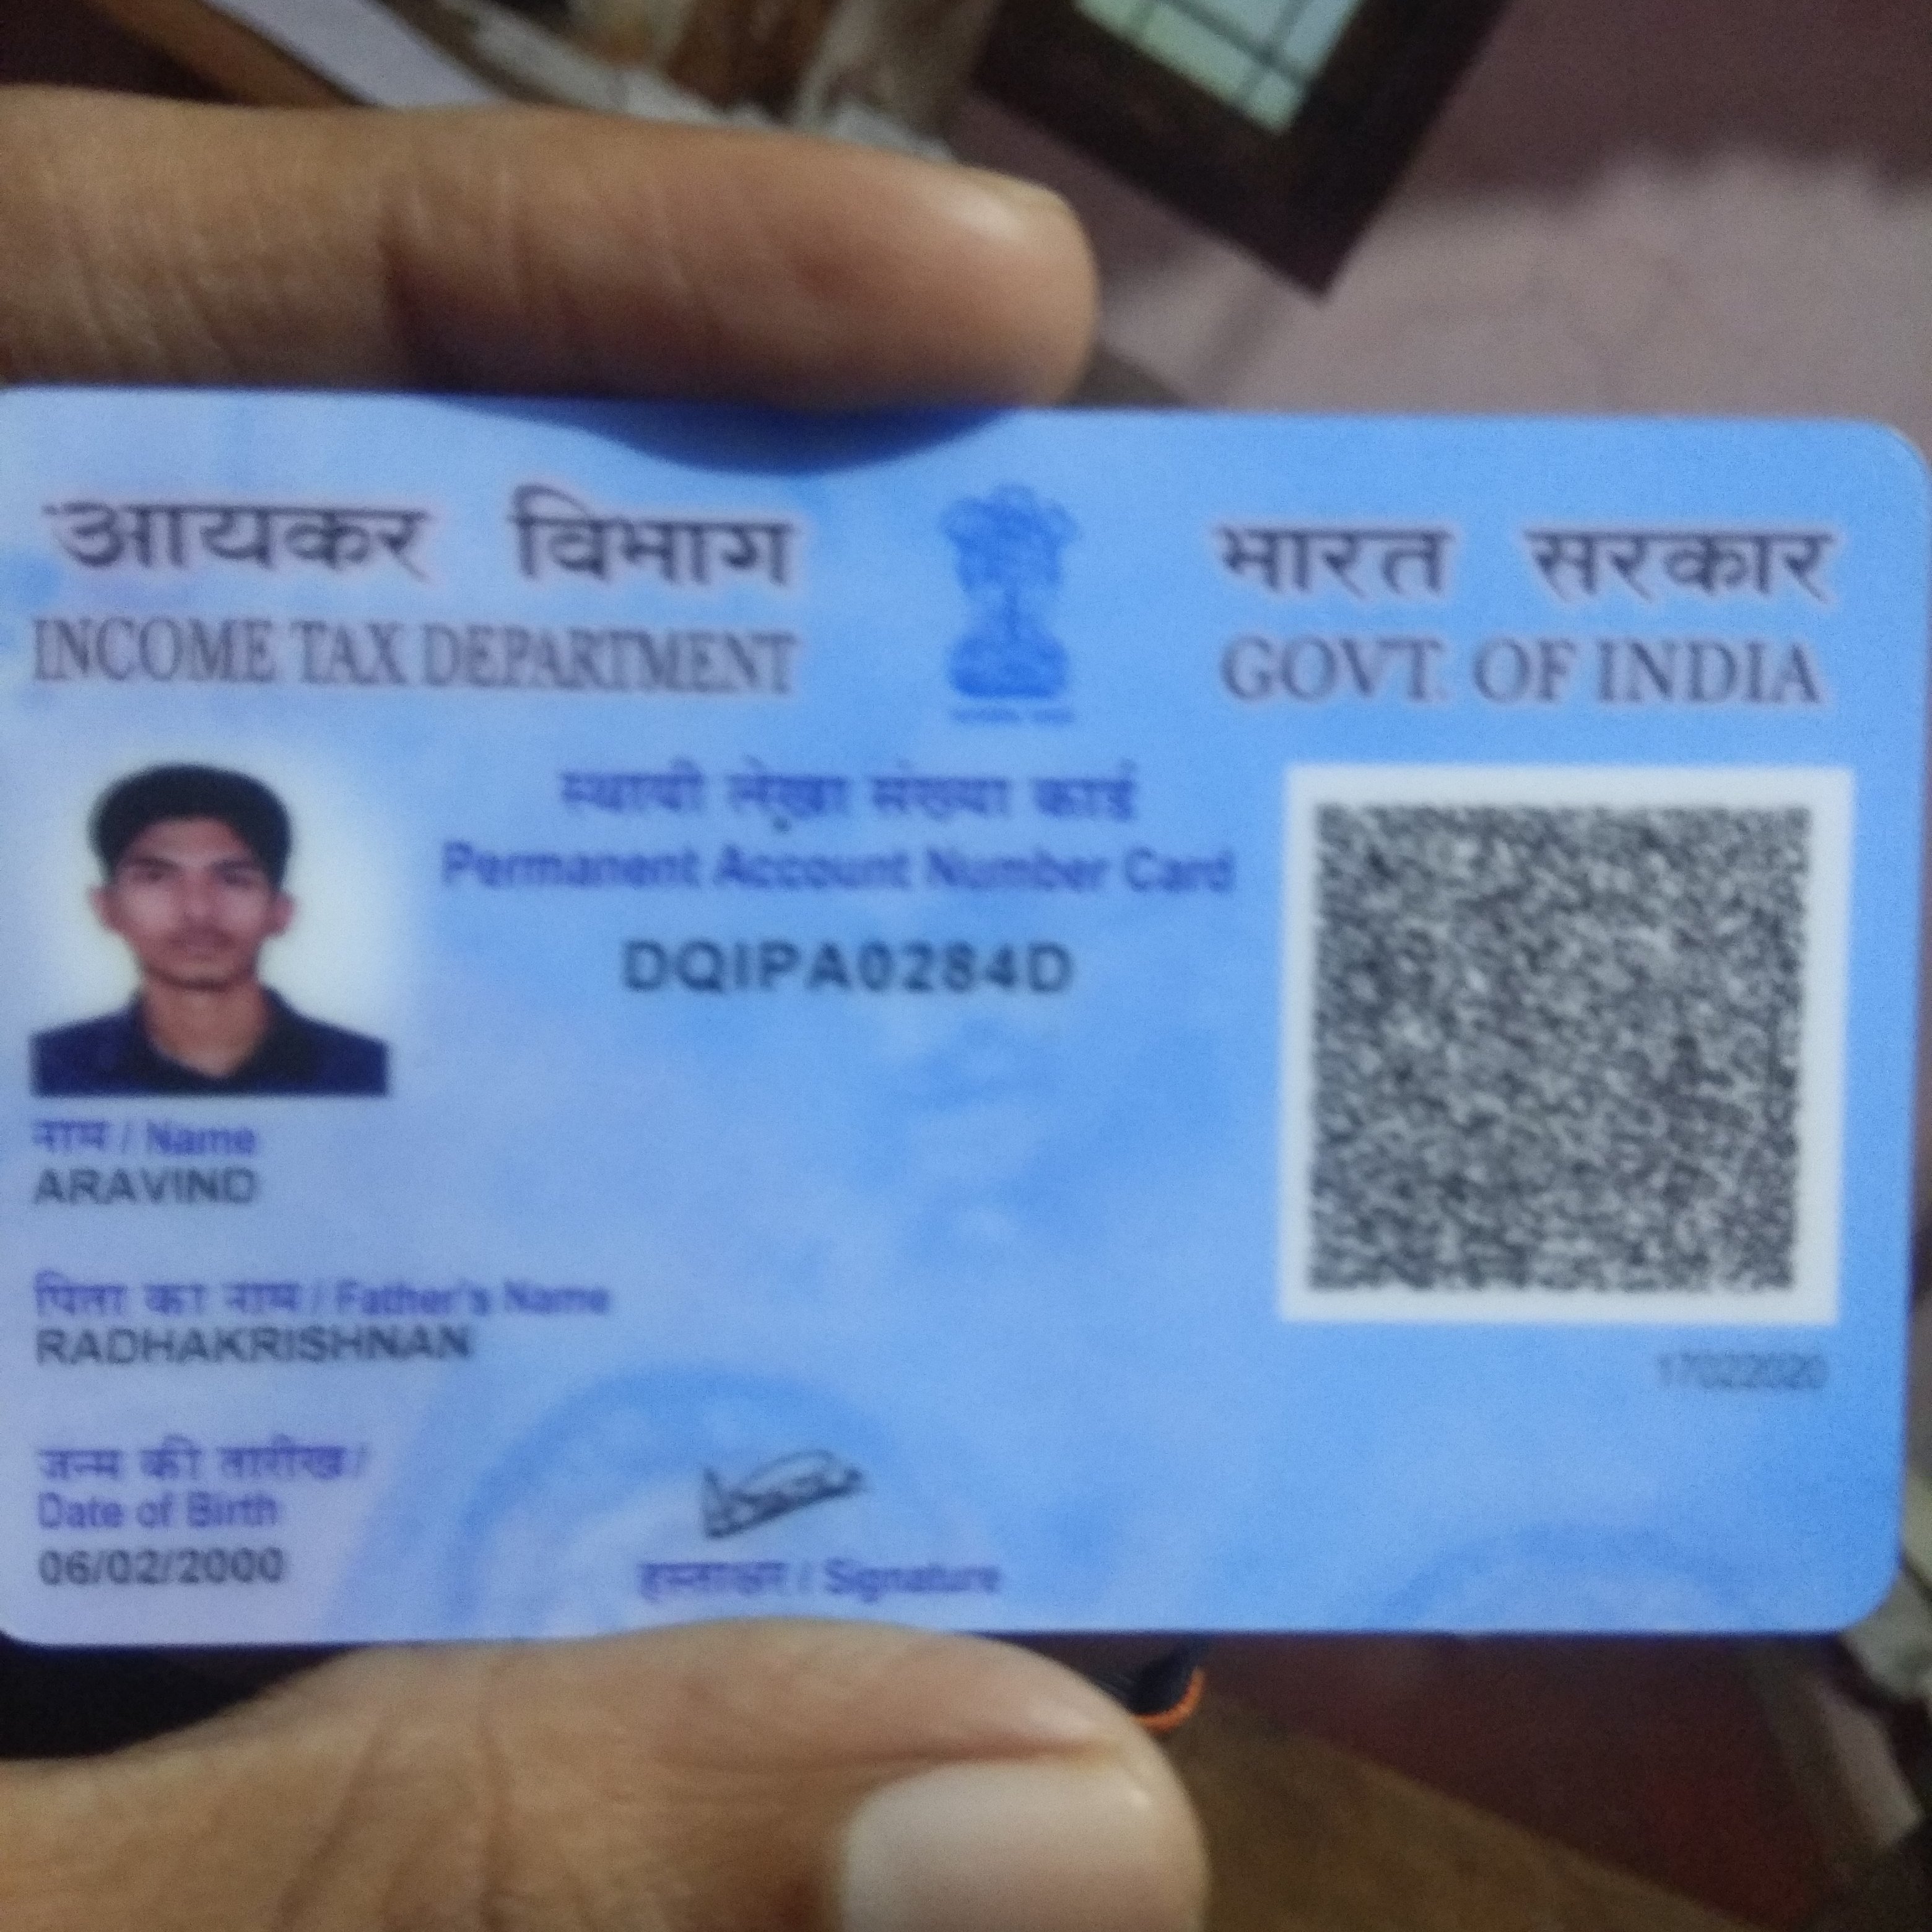 आयकर विभाग
INCOME TAX DEPARTMENT
भारत सरकार
GOVT. OF INDIA
स्थायी लेखा संख्या कार्ड
Permanent Account Number Card
DQIPA0284D
नाम / Name
ARAVIND
पिता का नाम / Father's Name
RADHAKRISHNAN
17022020
जन्म की तारीख /
Date of Birth
06/02/2000
हस्ताक्षर / Signature